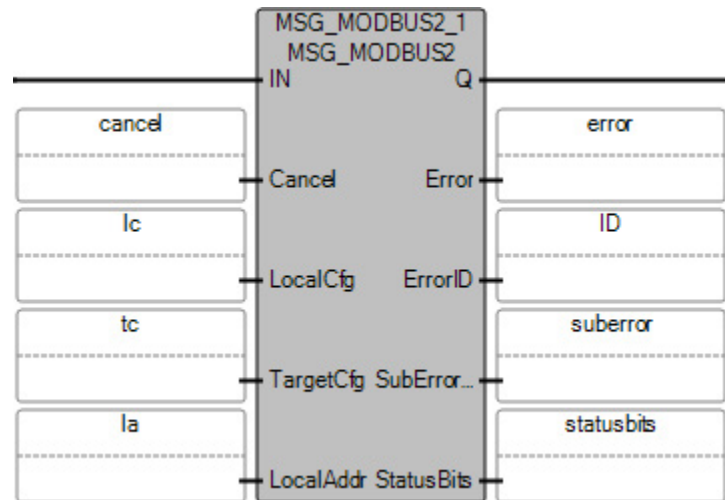 MSG_MODBUS2_1
MSG_MODBUS2
IN Q
cancel error
Cancel Error
lc ID
LocalCfg ErrorID
tc suberror
TargetCfg SubError...
la statusbits
LocalAddr StatusBits